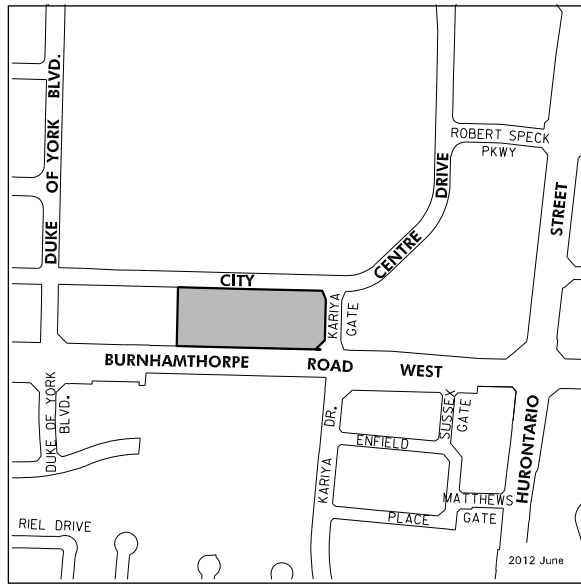 DUKE OF YORK BLVD.
ROBERT SPECK
PKWY
CITY CENTRE DRIVE
HURONTARIO STREET
KARIYA
GATE
BURNHAMTHORPE ROAD WEST
DUKE OF YORK
BLVD.
KARIYA DR.
SUSSEX
GATE
ENFIELD PLACE
MATTHEWS
GATE
RIEL DRIVE
2012 June